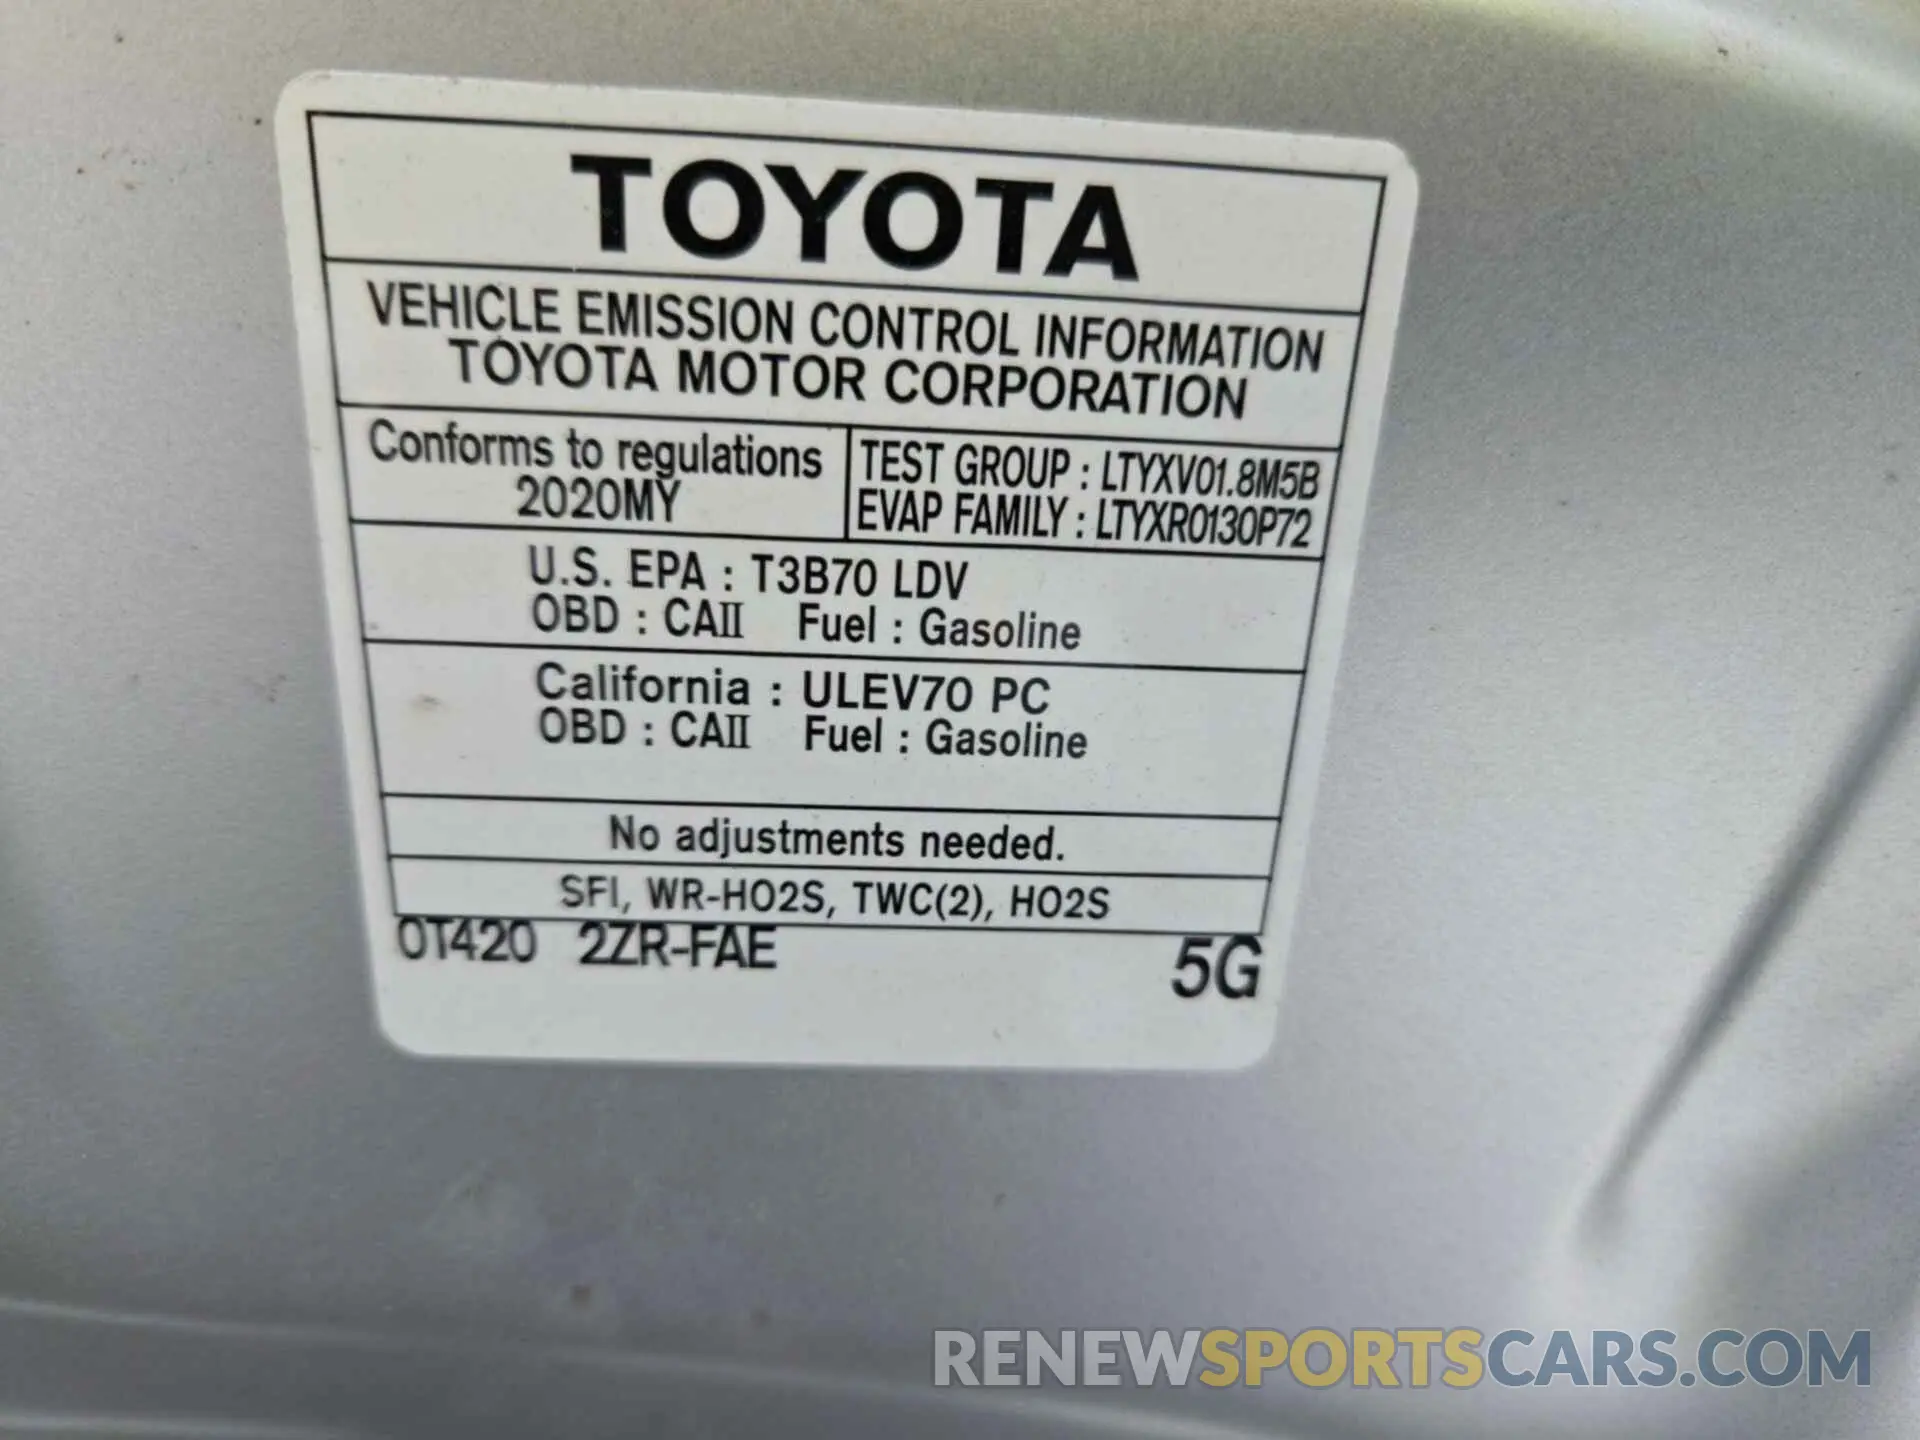 TOYOTA
VEHICLE EMISSION CONTROL INFORMATION
TOYOTA MOTOR CORPORATION
Conforms to regulations
2020MY
TEST GROUP : LTYXV01.8M5B
EVAP FAMILY : LTYXR0130P72
U.S. EPA : T3B70 LDV
OBD : CAII Fuel : Gasoline
California : ULEV70 PC
OBD : CAII Fuel : Gasoline
No adjustments needed.
SFI, WR-HO2S, TWC(2), HO2S
0T420 2ZR-FAE 5G
RENEWSPORTSCARS.COM